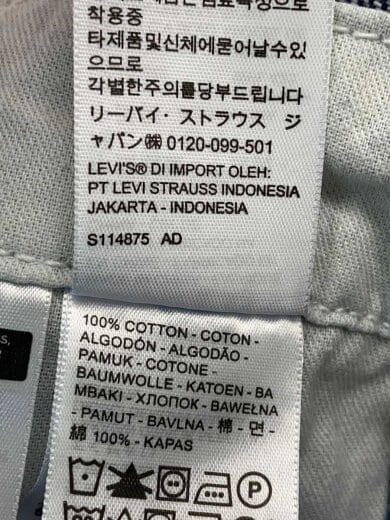 착용중
타제품및신체에묻어날수있
으므로
각별한주의를당부드립니다
リーバイ・ストラウス ジ
ャパン㈱ 0120-099-501
LEVI'S® DI IMPORT OLEH:
PT LEVI STRAUSS INDONESIA
JAKARTA - INDONESIA
S114875 AD
100% COTTON - COTON -
ALGODÓN - ALGODÃO -
PAMUK - COTONE -
BAUMWOLLE - KATOEN - BA
MBAKI - ХЛОПОК - BAWEŁNA
- PAMUT - BAVLNA - 棉 - 면 -
綿 100% - KAPAS
P